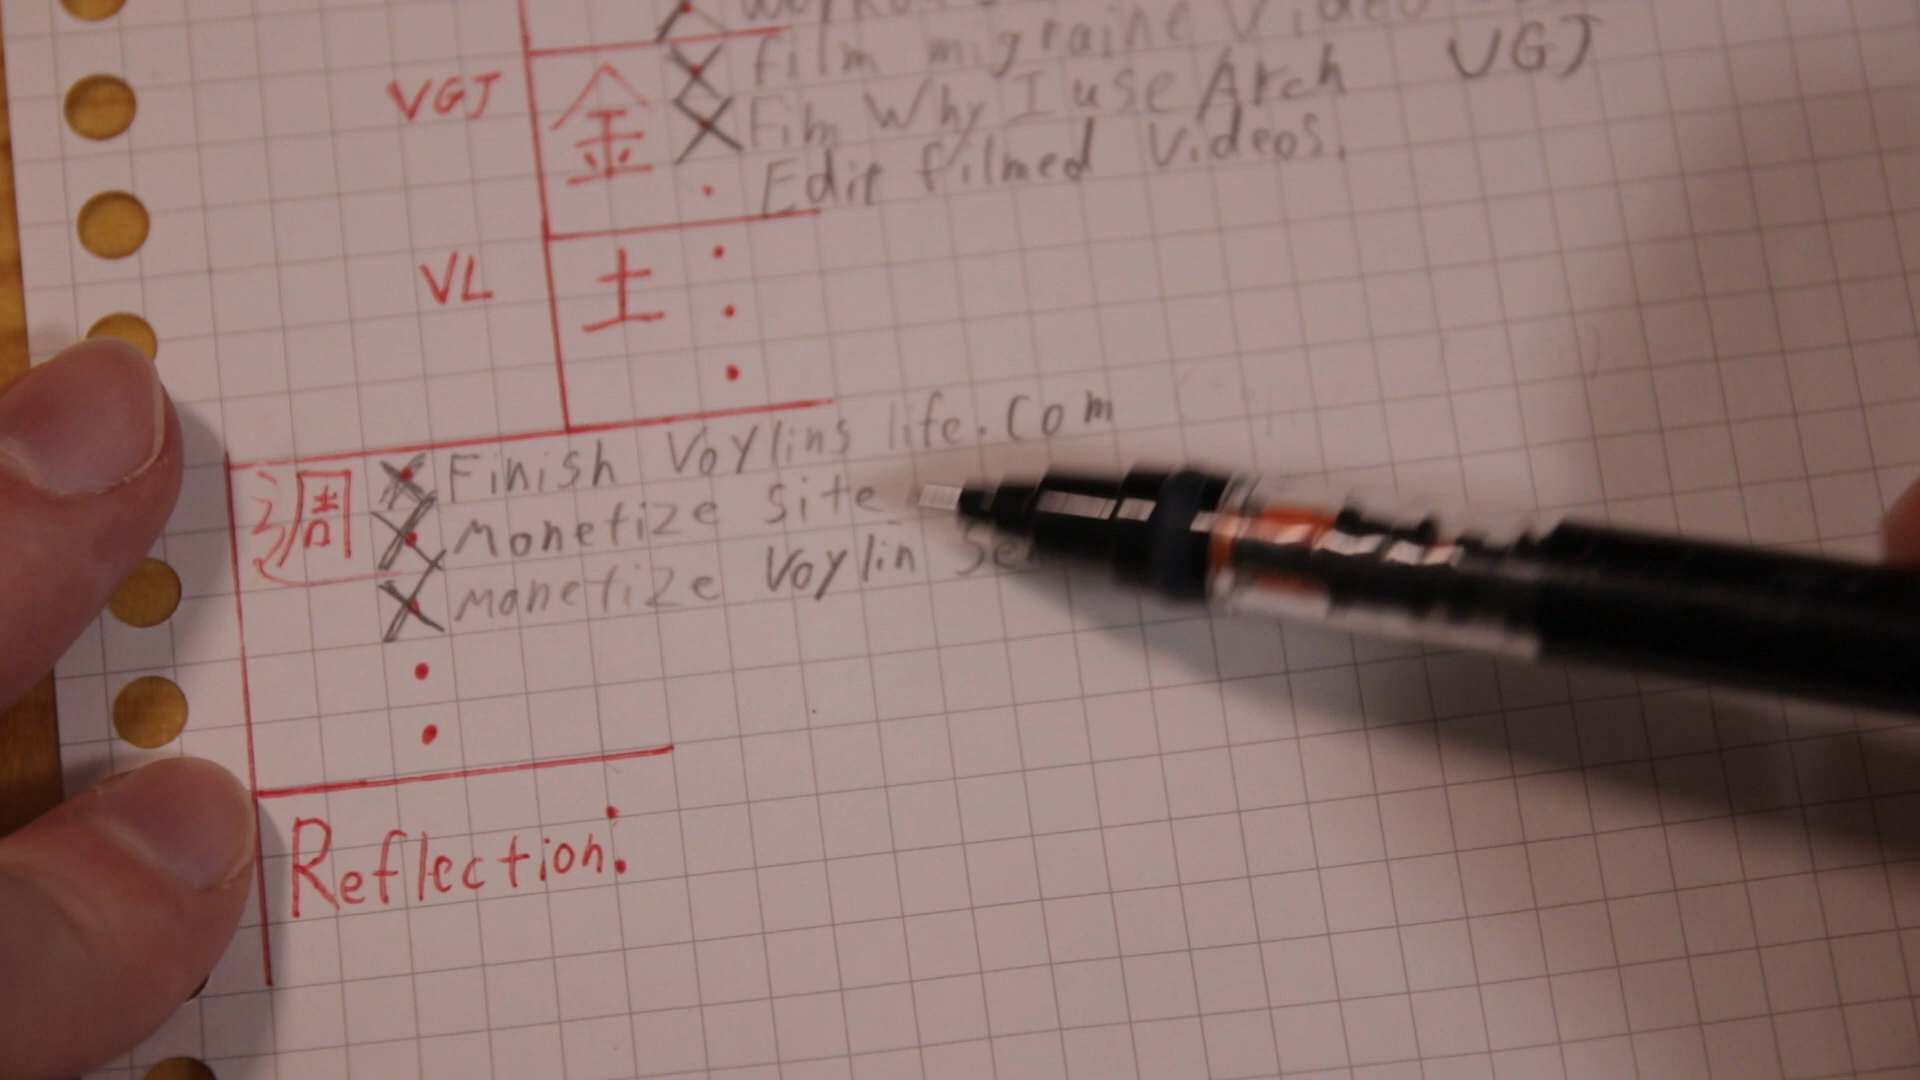 film migraine Video
VGJ 金 Film Why I use Arch VGJ
Edit filmed Videos.
VL 土
Finish Voylins life.com
週 Monetize site
monetize Voylin
Reflection: